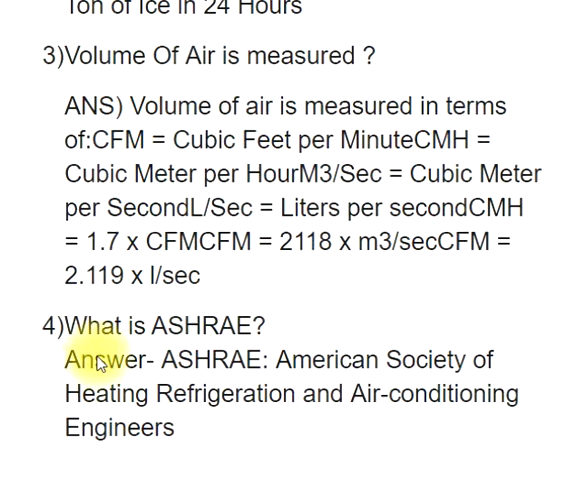 Ton of Ice in 24 Hours
3)Volume Of Air is measured ?
ANS) Volume of air is measured in terms
of:CFM = Cubic Feet per MinuteCMH =
Cubic Meter per HourM3/Sec = Cubic Meter
per SecondL/Sec = Liters per secondCMH
= 1.7 x CFMCFM = 2118 x m3/secCFM =
2.119 x l/sec
4)What is ASHRAE?
Answer- ASHRAE: American Society of
Heating Refrigeration and Air-conditioning
Engineers